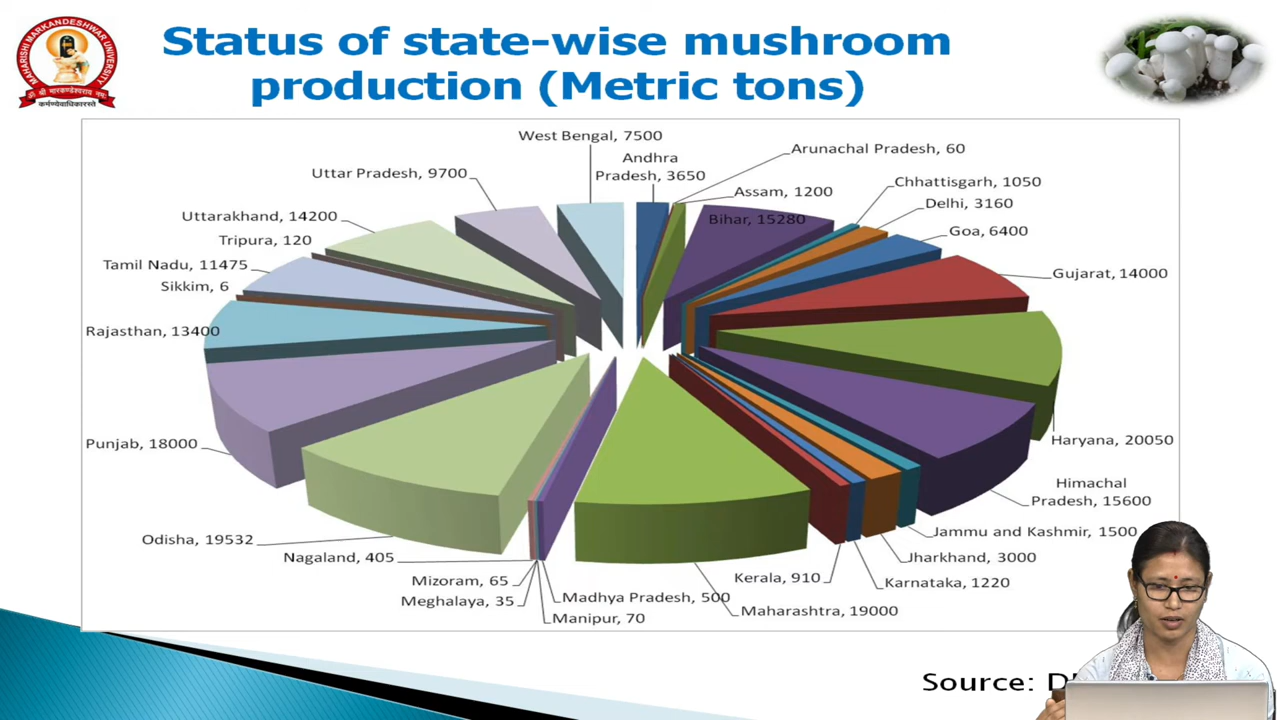 Status of state-wise mushroom
production (Metric tons)
MAHARISHI MARKANDESHWAR UNIVERSITY
West Bengal, 7500
Andhra
Pradesh, 3650
Arunachal Pradesh, 60
Assam, 1200
Bihar, 15280
Chhattisgarh, 1050
Delhi, 3160
Goa, 6400
Gujarat, 14000
Haryana, 20050
Himachal
Pradesh, 15600
Jammu and Kashmir, 1500
Jharkhand, 3000
Karnataka, 1220
Kerala, 910
Maharashtra, 19000
Madhya Pradesh, 500
Manipur, 70
Meghalaya, 35
Mizoram, 65
Nagaland, 405
Odisha, 19532
Punjab, 18000
Rajasthan, 13400
Sikkim, 6
Tamil Nadu, 11475
Tripura, 120
Uttarakhand, 14200
Uttar Pradesh, 9700
Source: